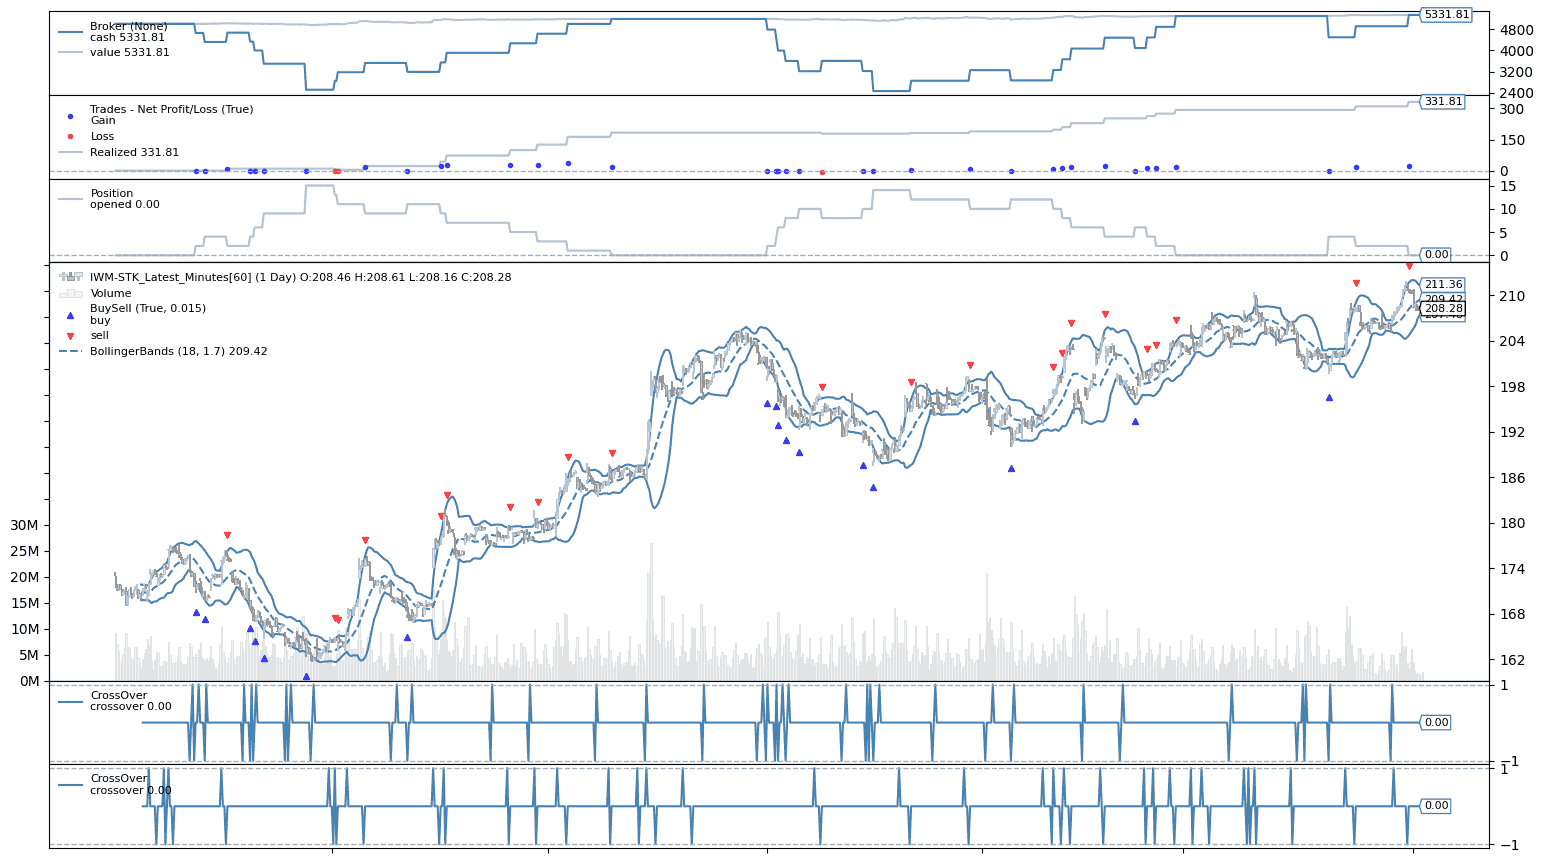 Broker (None)
cash 5331.81
value 5331.81
5331.81
4800
4000
3200
2400
Trades - Net Profit/Loss (True)
Gain
Loss
Realized 331.81
331.81
300
150
0
Position
opened 0.00
15
10
5
0
0.00
IWM-STK_Latest_Minutes[60] (1 Day) O:208.46 H:208.61 L:208.16 C:208.28
Volume
BuySell (True, 0.015)
buy
sell
BollingerBands (18, 1.7) 209.42
211.36
209.42
208.28
210
204
198
192
186
180
174
168
162
30M
25M
20M
15M
10M
5M
0M
CrossOver
crossover 0.00
1
0.00
−1
CrossOver
crossover 0.00
1
0.00
−1